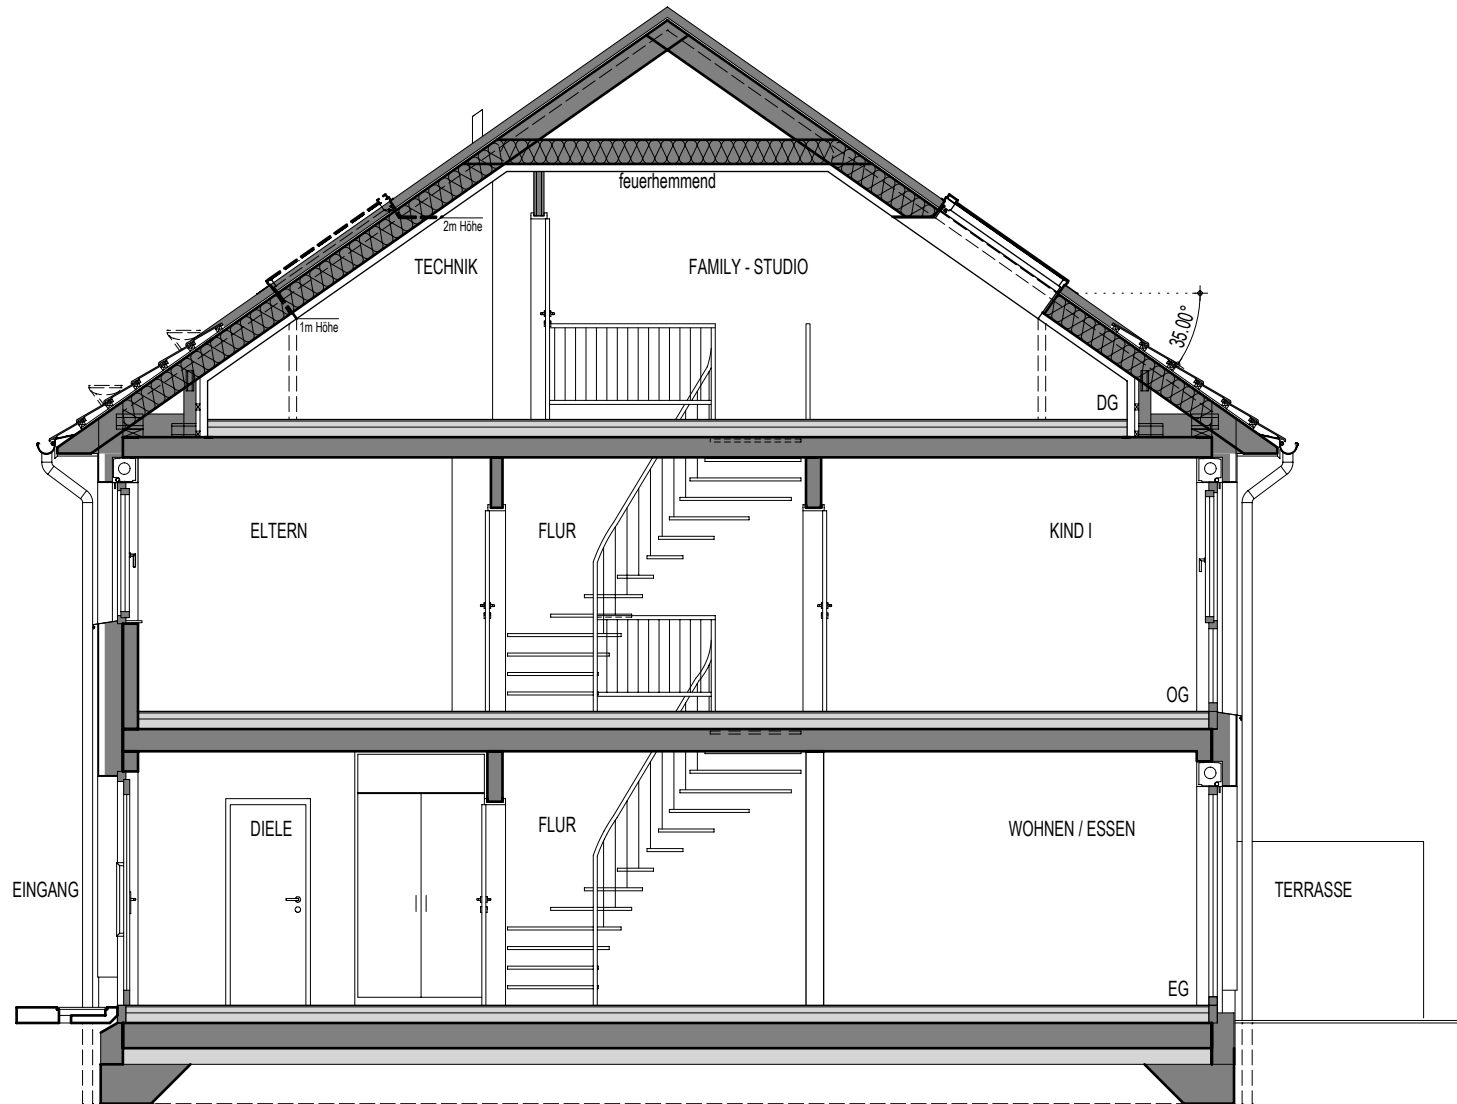 feuerhemmend
2m Höhe
TECHNIK
FAMILY - STUDIO
1m Höhe
35.00°
DG
ELTERN
FLUR
KIND I
OG
DIELE
FLUR
WOHNEN / ESSEN
EINGANG
TERRASSE
EG